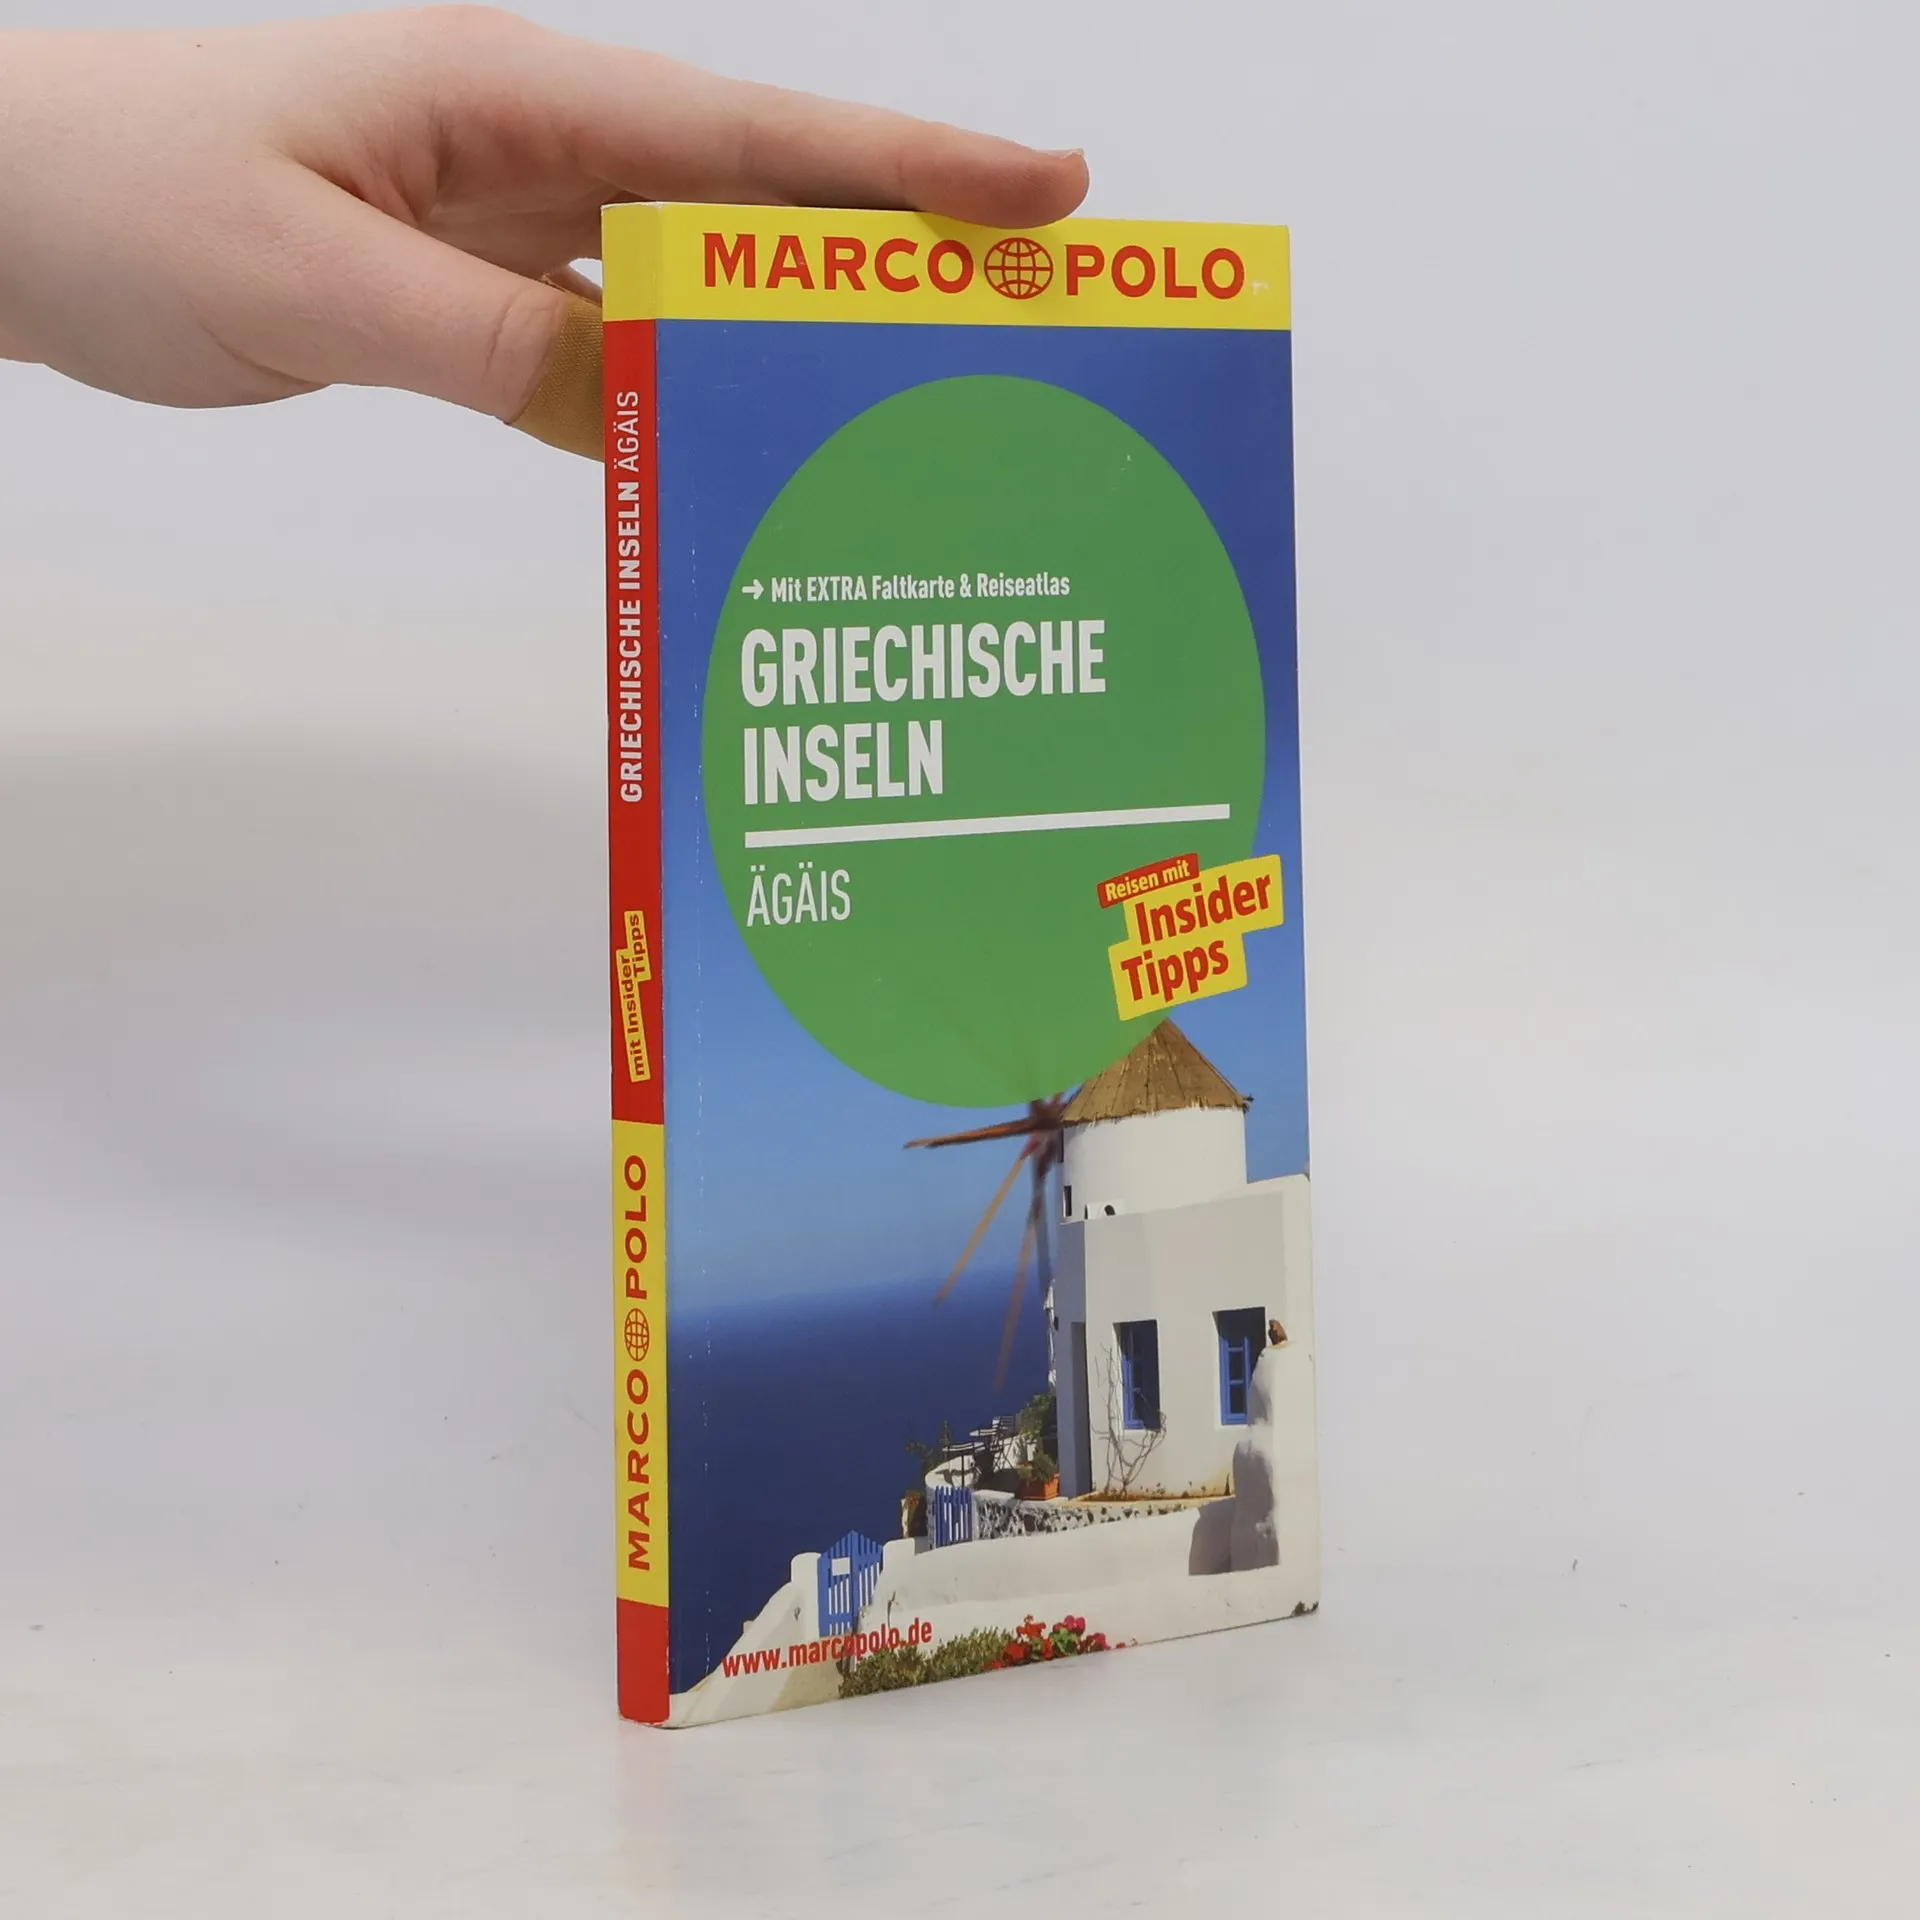 MARCO POLO
→ Mit EXTRA Faltkarte & Reiseatlas
GRIECHISCHE
INSELN
ÄGÄIS
Reisen mit
Insider
Tipps
www.marcopolo.de
GRIECHISCHE INSELN ÄGÄIS
mit Insider
Tipps
MARCO POLO